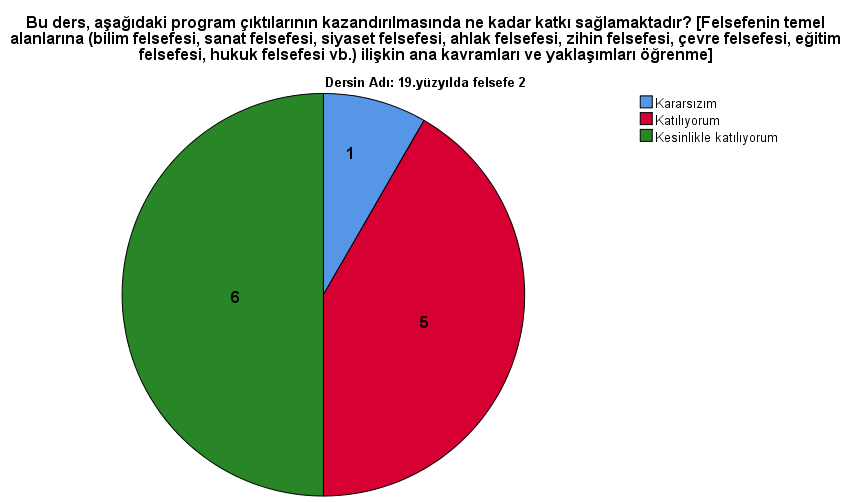 Bu ders, aşağıdaki program çıktılarının kazandırılmasında ne kadar katkı sağlamaktadır? [Felsefenin temel
alanlarına (bilim felsefesi, sanat felsefesi, siyaset felsefesi, ahlak felsefesi, zihin felsefesi, çevre felsefesi, eğitim
felsefesi, hukuk felsefesi vb.) ilişkin ana kavramları ve yaklaşımları öğrenme]
Dersin Adı: 19.yüzyılda felsefe 2
Kararsızım
Katılıyorum
Kesinlikle katılıyorum
1
6
5